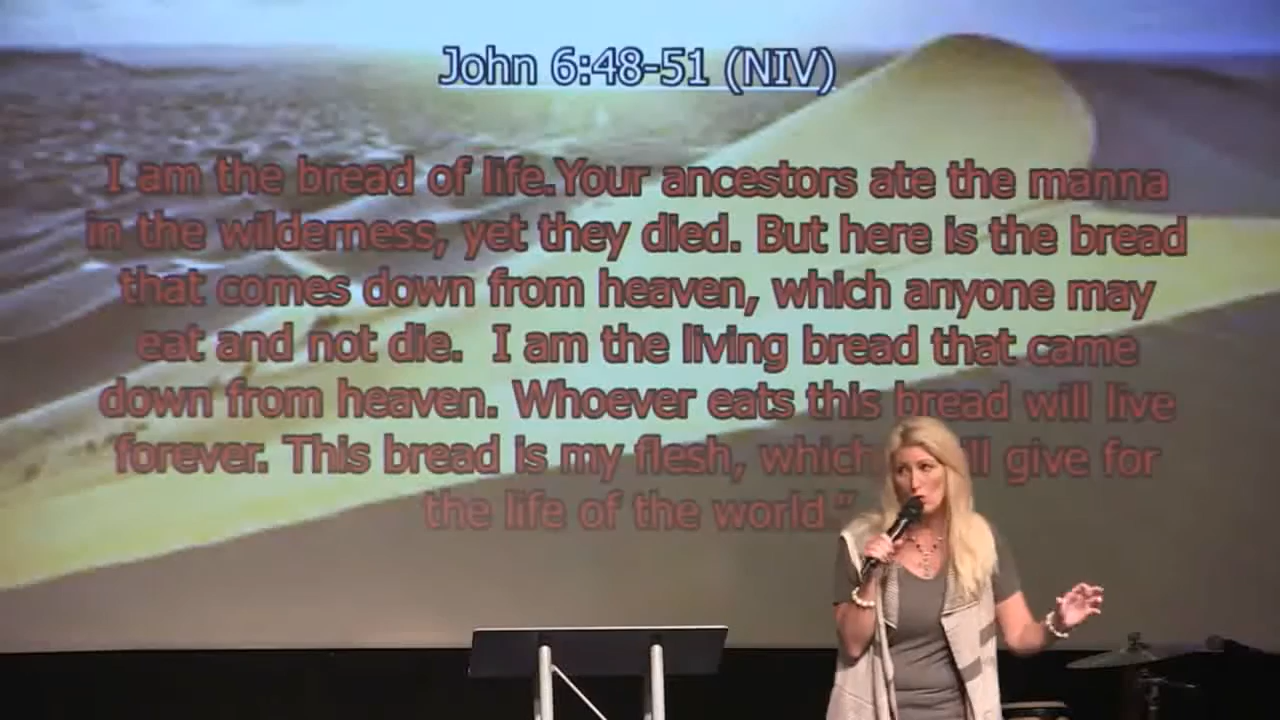 John 6:48-51 (NIV)
I am the bread of life.Your ancestors ate the manna
in the wilderness, yet they died. But here is the bread
that comes down from heaven, which anyone may
eat and not die.  I am the living bread that came
down from heaven. Whoever eats this bread will live
forever. This bread is my flesh, which give for
the life of the world.”